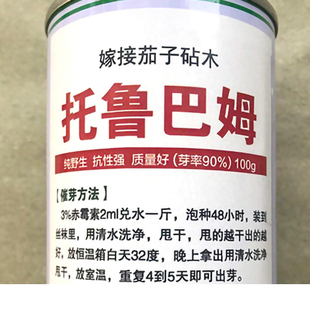 嫁接茄子砧木
托鲁巴姆
纯野生 抗性强 质量好(芽率90%)100g
【催芽方法】
3%赤霉素2ml兑水一斤，泡种48小时，装到
丝袜里，用清水洗净，甩干，甩的越干出的越
好，放恒温箱白天32度，晚上拿出用清水洗净
甩干，放室温，重复4到5天即可出芽。